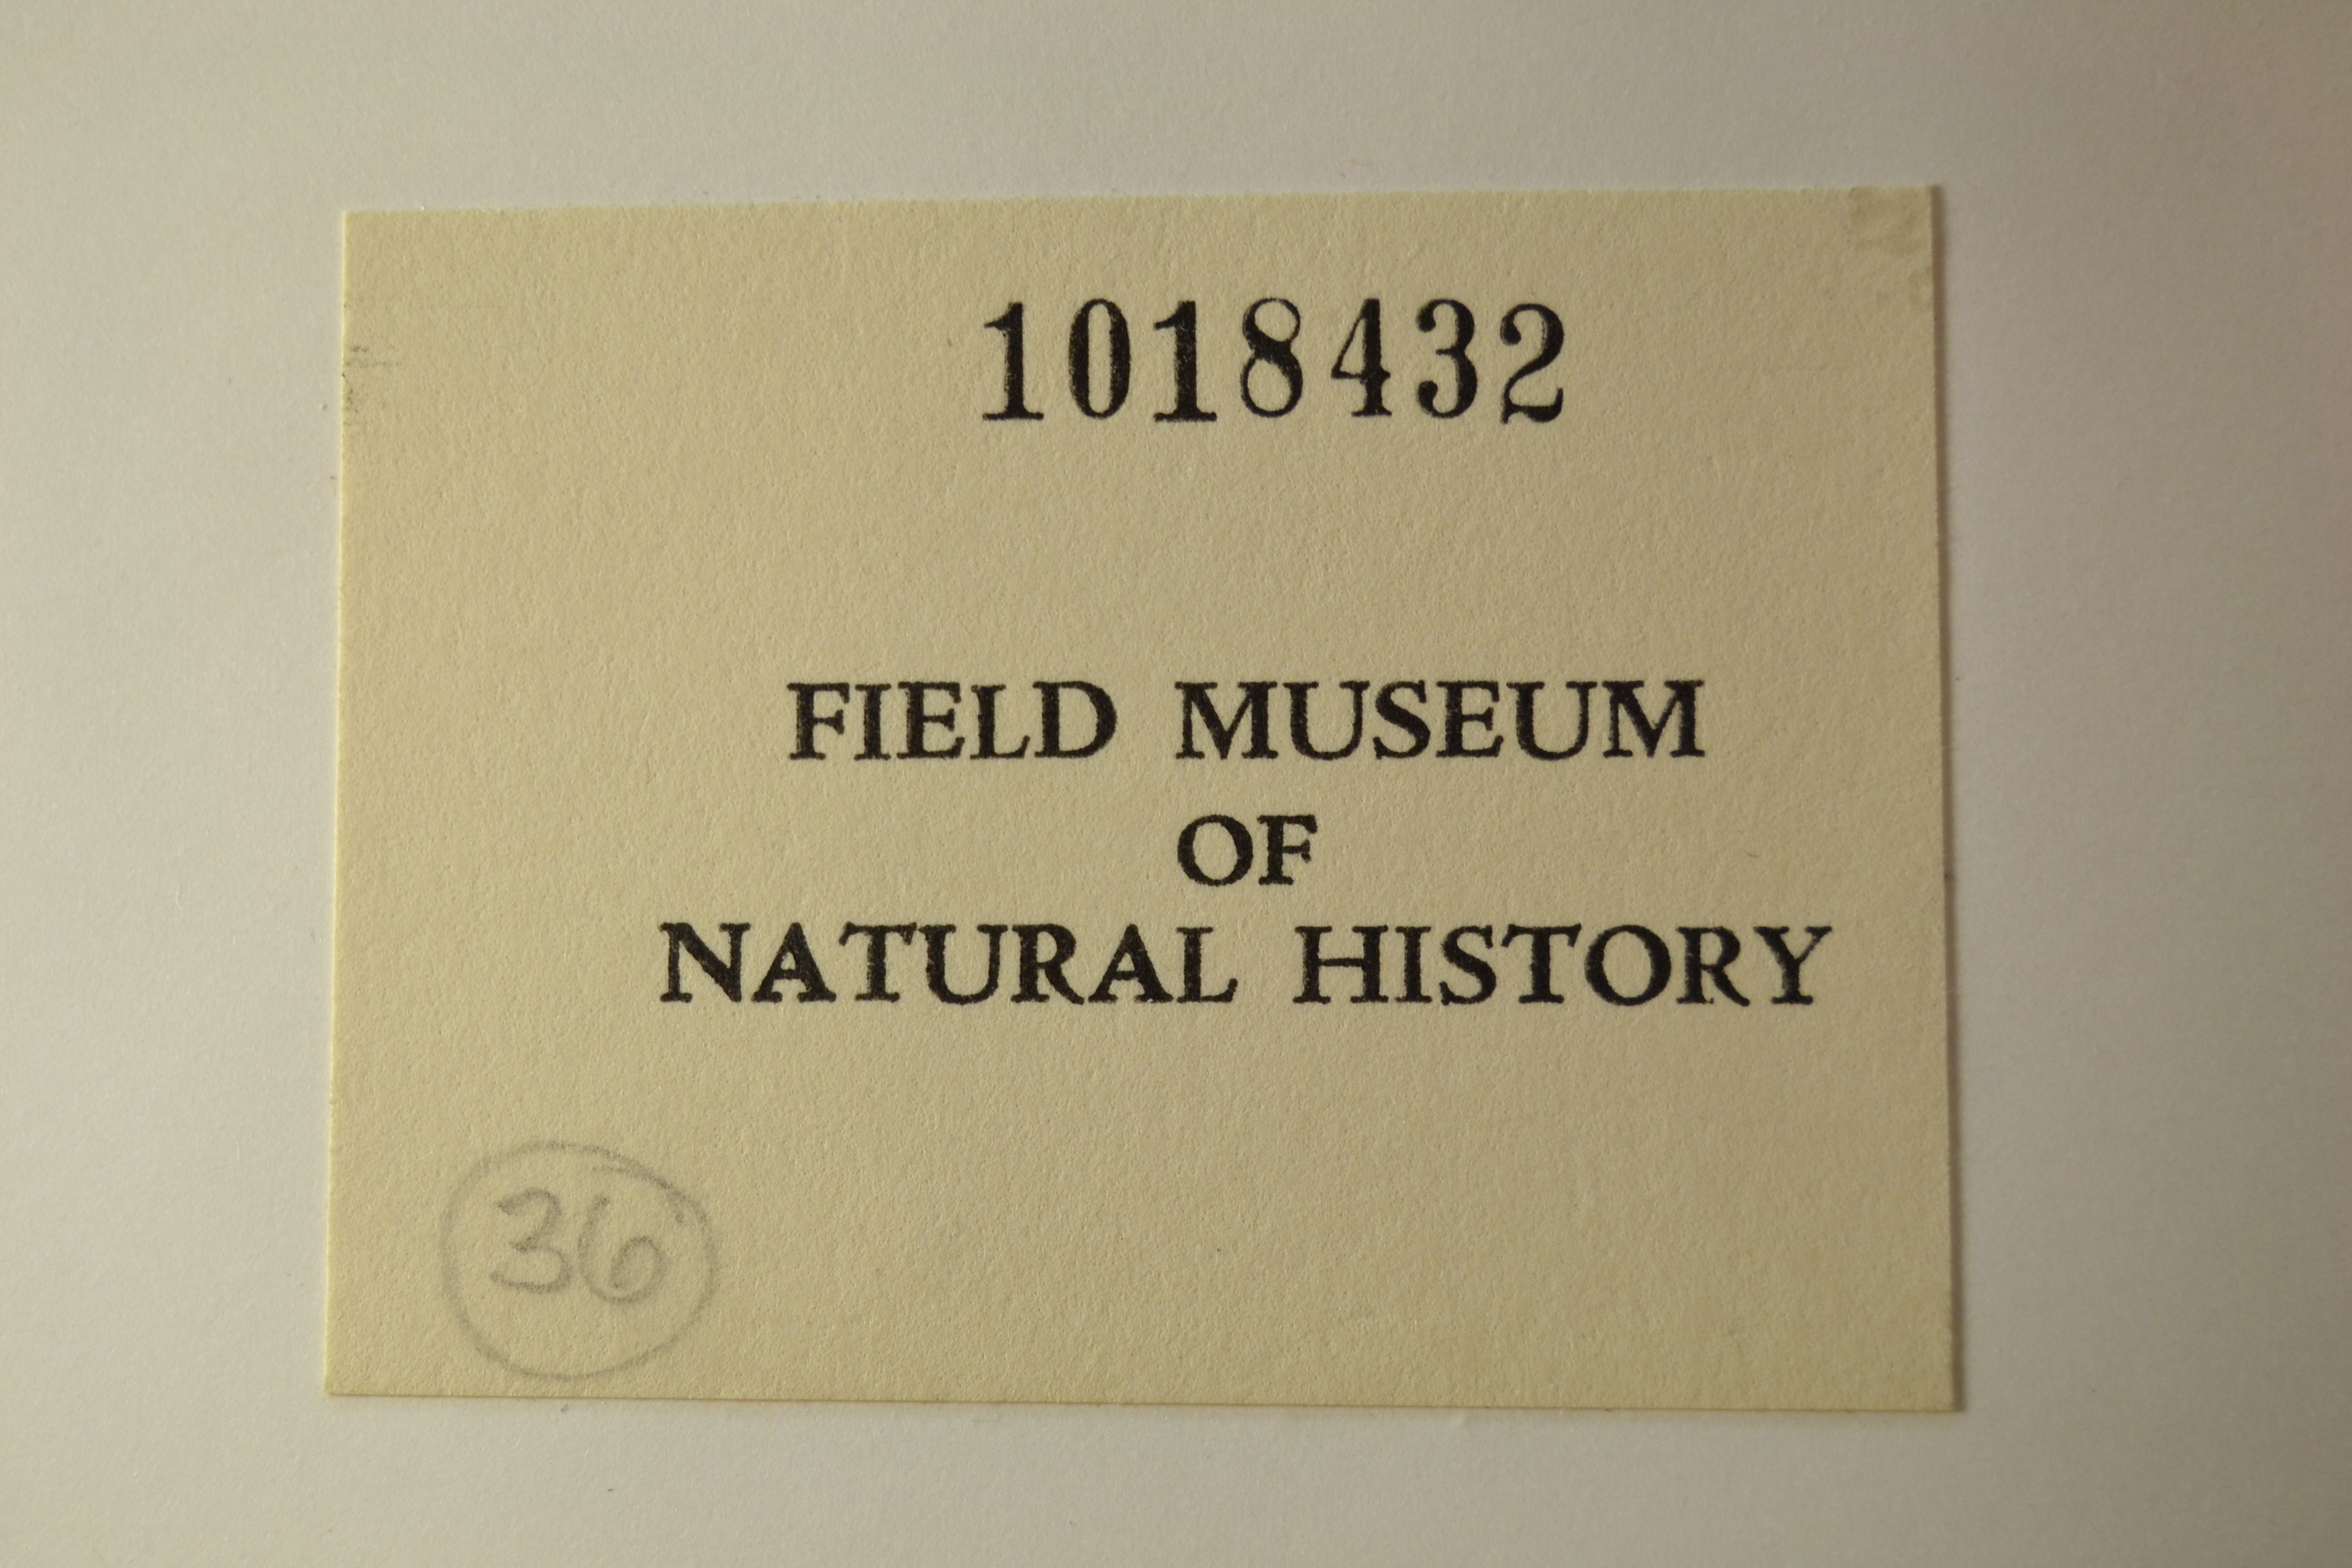 1018432
FIELD MUSEUM
OF
NATURAL HISTORY
36